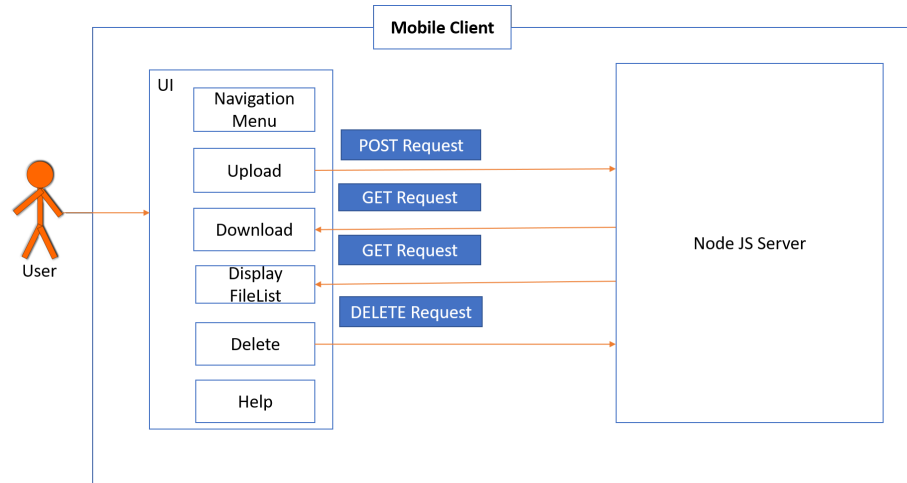 Mobile Client
UI
Navigation
Menu
POST Request
Upload
GET Request
Download
GET Request
Node JS Server
User
Display
FileList
DELETE Request
Delete
Help